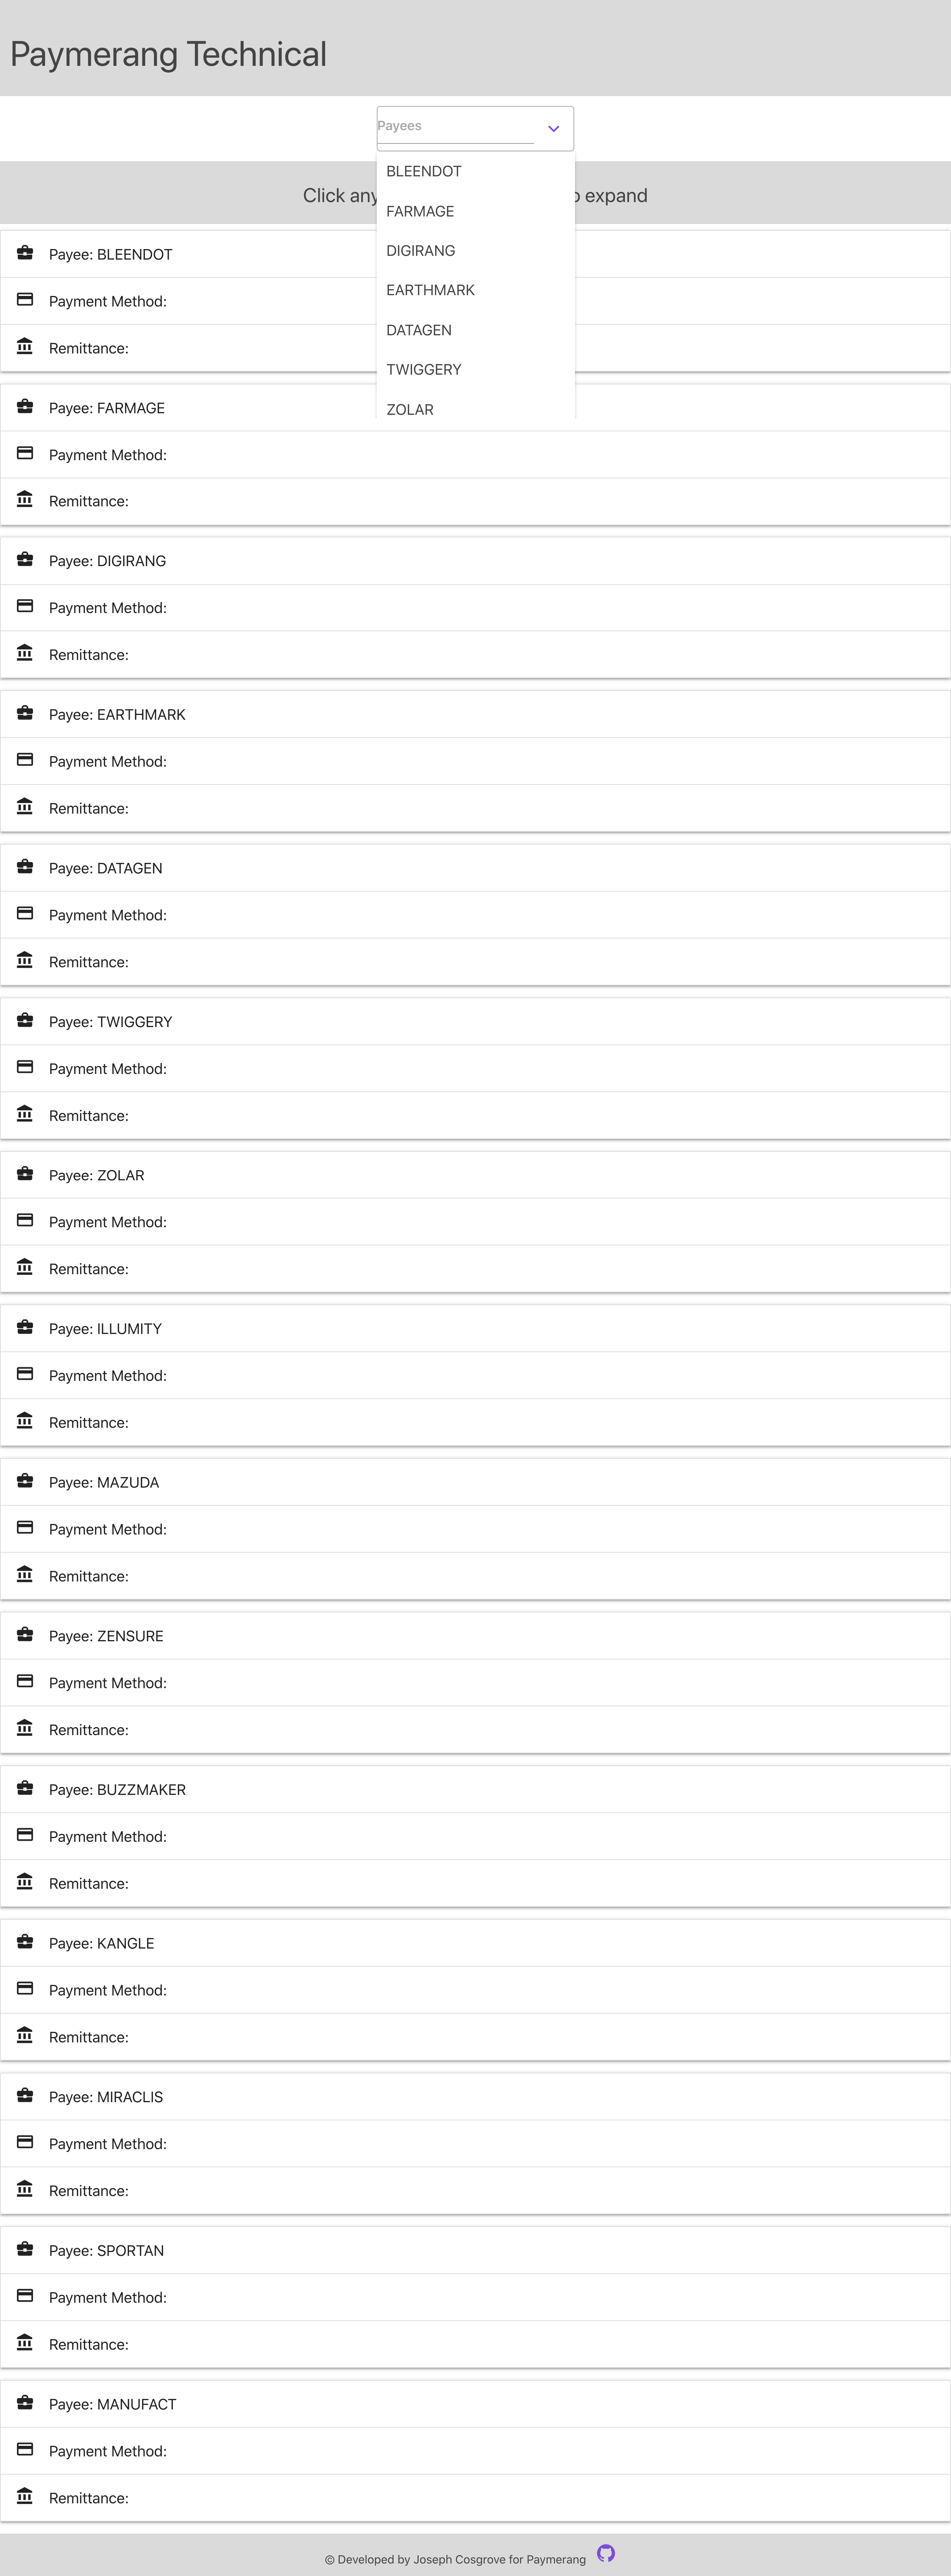 Paymerang Technical
Payees
BLEENDOT
FARMAGE
DIGIRANG
EARTHMARK
DATAGEN
TWIGGERY
ZOLAR
Click any expand
Payee: BLEENDOT
Payment Method:
Remittance:
Payee: FARMAGE
Payment Method:
Remittance:
Payee: DIGIRANG
Payment Method:
Remittance:
Payee: EARTHMARK
Payment Method:
Remittance:
Payee: DATAGEN
Payment Method:
Remittance:
Payee: TWIGGERY
Payment Method:
Remittance:
Payee: ZOLAR
Payment Method:
Remittance:
Payee: ILLUMITY
Payment Method:
Remittance:
Payee: MAZUDA
Payment Method:
Remittance:
Payee: ZENSURE
Payment Method:
Remittance:
Payee: BUZZMAKER
Payment Method:
Remittance:
Payee: KANGLE
Payment Method:
Remittance:
Payee: MIRACLIS
Payment Method:
Remittance:
Payee: SPORTAN
Payment Method:
Remittance:
Payee: MANUFACT
Payment Method:
Remittance:
© Developed by Joseph Cosgrove for Paymerang